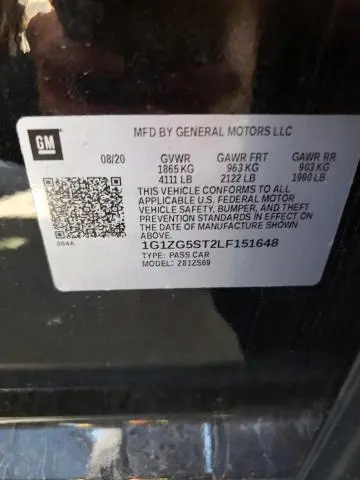 GM
MFD BY GENERAL MOTORS LLC
08/20 GVWR GAWR FRT GAWR RR
1865 KG 963 KG 903 KG
4111 LB 2122 LB 1990 LB
THIS VEHICLE CONFORMS TO ALL
APPLICABLE U.S. FEDERAL MOTOR
VEHICLE SAFETY, BUMPER, AND THEFT
PREVENTION STANDARDS IN EFFECT ON
THE DATE OF MANUFACTURE SHOWN
ABOVE.
384A
1G1ZG5ST2LF151648
TYPE: PASS CAR
MODEL: 281ZS69